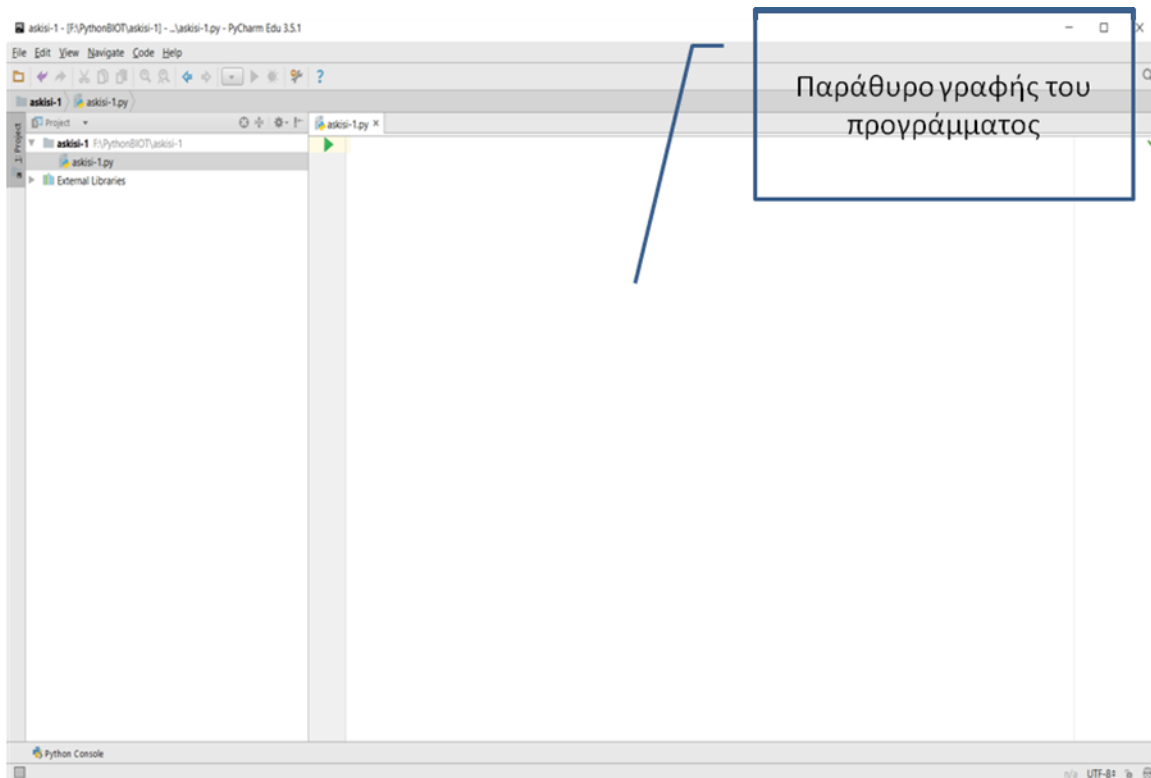 askisi-1 - [F:\PythonBIOT\askisi-1] - ...\askisi-1.py - PyCharm Edu 3.5.1
File Edit View Navigate Code Help
askisi-1 askisi-1.py
Project
askisi-1.py
1: Project
askisi-1 F:\PythonBIOT\askisi-1
askisi-1.py
External Libraries
Παράθυρο γραφής του
προγράμματος
Python Console
n/a UTF-8